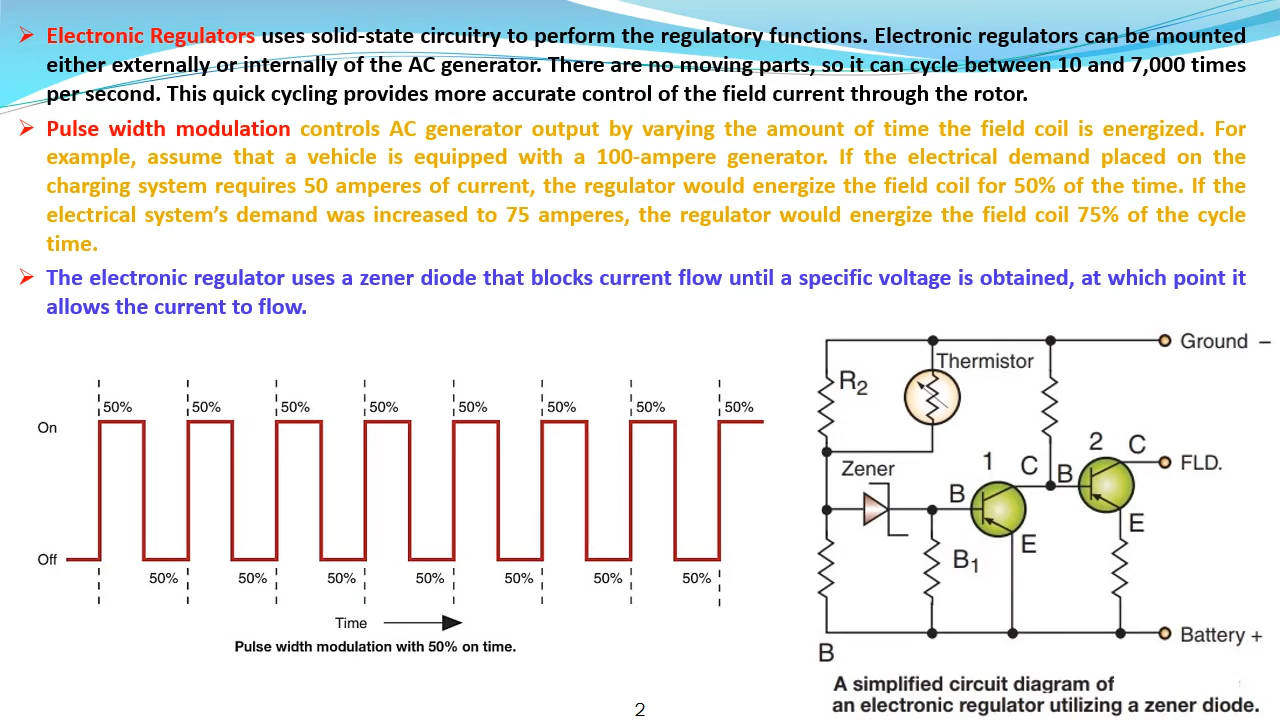 ➢ Electronic Regulators uses solid-state circuitry to perform the regulatory functions. Electronic regulators can be mounted
either externally or internally of the AC generator. There are no moving parts, so it can cycle between 10 and 7,000 times
per second. This quick cycling provides more accurate control of the field current through the rotor.
➢ Pulse width modulation controls AC generator output by varying the amount of time the field coil is energized. For
example, assume that a vehicle is equipped with a 100-ampere generator. If the electrical demand placed on the
charging system requires 50 amperes of current, the regulator would energize the field coil for 50% of the time. If the
electrical system’s demand was increased to 75 amperes, the regulator would energize the field coil 75% of the cycle
time.
➢ The electronic regulator uses a zener diode that blocks current flow until a specific voltage is obtained, at which point it
allows the current to flow.
50% 50% 50% 50% 50% 50% 50% 50%
On
Off
50% 50% 50% 50% 50% 50% 50%
Time
Pulse width modulation with 50% on time.
Ground –
Thermistor
R2
2 C
1 C B FLD.
Zener
B
E
E
B1
Battery +
B
A simplified circuit diagram of
an electronic regulator utilizing a zener diode.
2